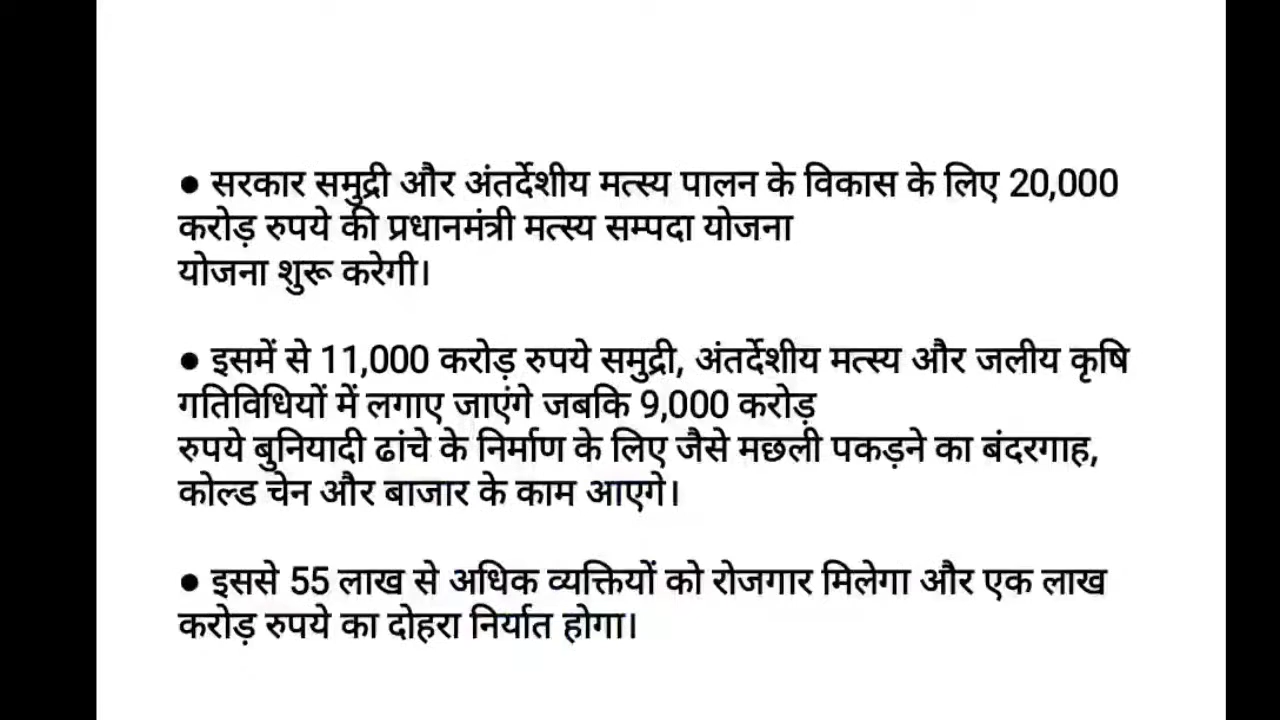 ● सरकार समुद्री और अंतर्देशीय मत्स्य पालन के विकास के लिए 20,000
करोड़ रुपये की प्रधानमंत्री मत्स्य सम्पदा योजना
योजना शुरू करेगी।
● इसमें से 11,000 करोड़ रुपये समुद्री, अंतर्देशीय मत्स्य और जलीय कृषि
गतिविधियों में लगाए जाएंगे जबकि 9,000 करोड़
रुपये बुनियादी ढांचे के निर्माण के लिए जैसे मछली पकड़ने का बंदरगाह,
कोल्ड चेन और बाजार के काम आएगे।
● इससे 55 लाख से अधिक व्यक्तियों को रोजगार मिलेगा और एक लाख
करोड़ रुपये का दोहरा निर्यात होगा।